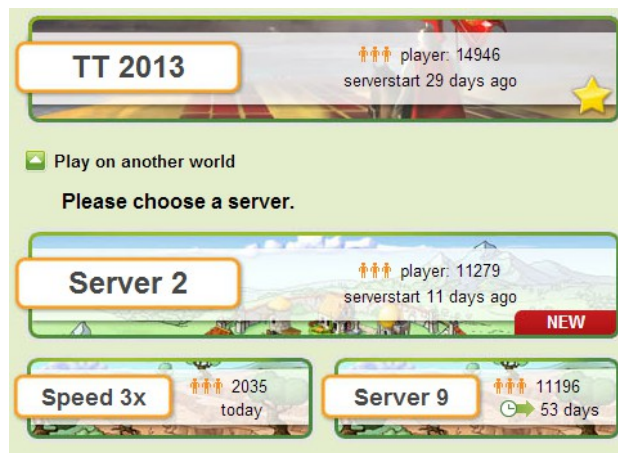 TT 2013
player: 14946
serverstart 29 days ago
Play on another world
Please choose a server.
Server 2
player: 11279
serverstart 11 days ago
NEW
Speed 3x
2035
today
Server 9
11196
53 days